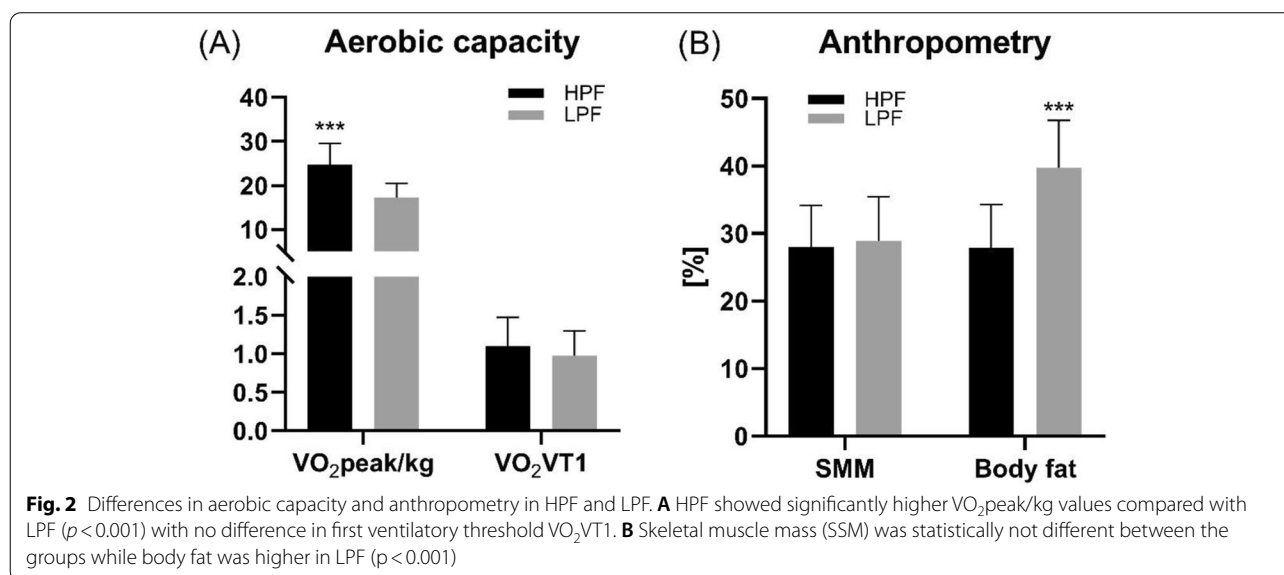 (A) Aerobic capacity
HPF
LPF
40
30
20
10
2.0
1.5
1.0
0.5
0.0
***
VO₂peak/kg VO₂VT1
(B) Anthropometry
HPF
LPF
[%]
50
40
30
20
10
0
***
SMM Body fat
Fig. 2 Differences in aerobic capacity and anthropometry in HPF and LPF. A HPF showed significantly higher VO₂peak/kg values compared with
LPF (p < 0.001) with no difference in first ventilatory threshold VO₂VT1. B Skeletal muscle mass (SSM) was statistically not different between the
groups while body fat was higher in LPF (p < 0.001)